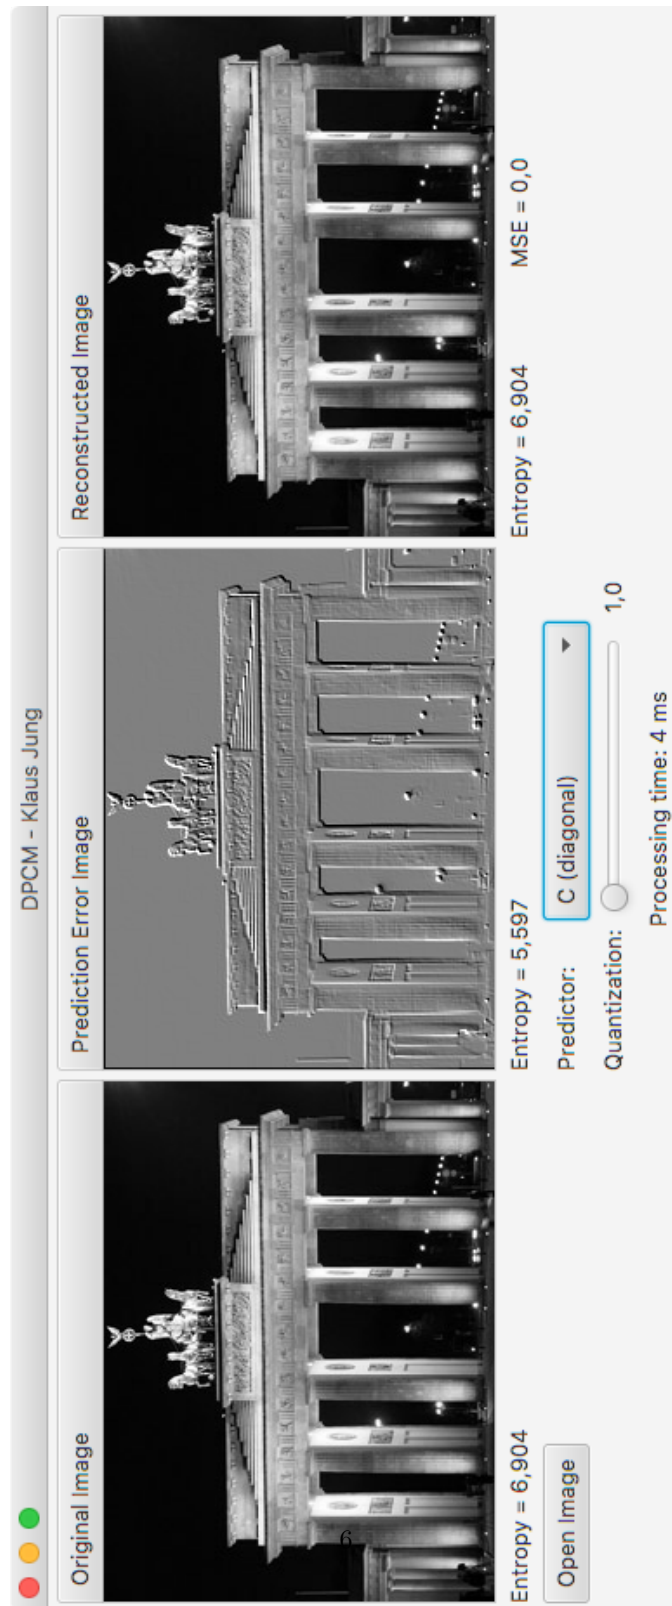 DPCM - Klaus Jung
Original Image
Prediction Error Image
Reconstructed Image
Entropy = 6,904
Entropy = 5,597
Entropy = 6,904
MSE = 0,0
Open Image
Predictor:
C (diagonal)
Quantization:
1,0
Processing time: 4 ms
6